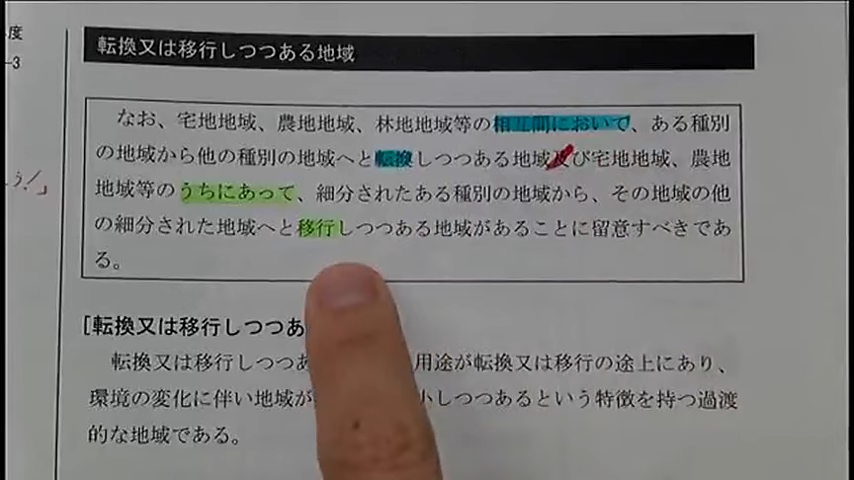 度
-3
う!
転換又は移行しつつある地域
なお、宅地地域、農地地域、林地地域等の相互間において、ある種別
の地域から他の種別の地域へと転換しつつある地域及び宅地地域、農地
地域等のうちにあって、細分されたある種別の地域から、その地域の他
の細分された地域へと移行しつつある地域があることに留意すべきであ
る。
[転換又は移行しつつあ
転換又は移行しつつあ 用途が転換又は移行の途上にあり、
環境の変化に伴い地域が 小しつつあるという特徴を持つ過渡
的な地域である。